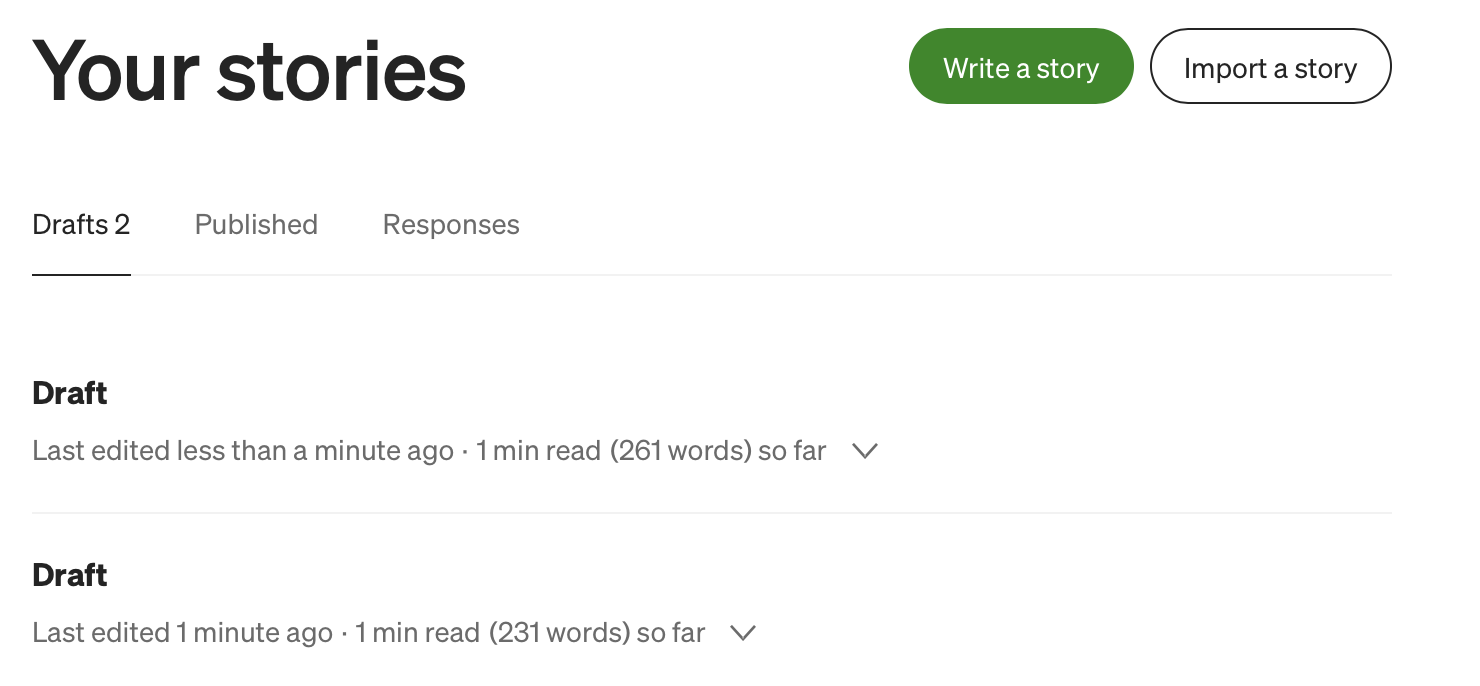 Your stories
Write a story
Import a story
Drafts 2
Published
Responses
Draft
Last edited less than a minute ago · 1 min read (261 words) so far
Draft
Last edited 1 minute ago · 1 min read (231 words) so far